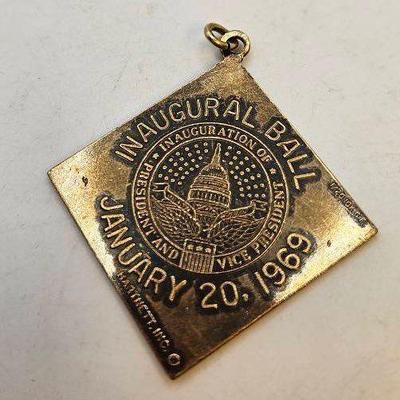 INAUGURAL BALL
INAUGURATION OF
PRESIDENT AND
VICE PRESIDENT
JANUARY 20, 1969